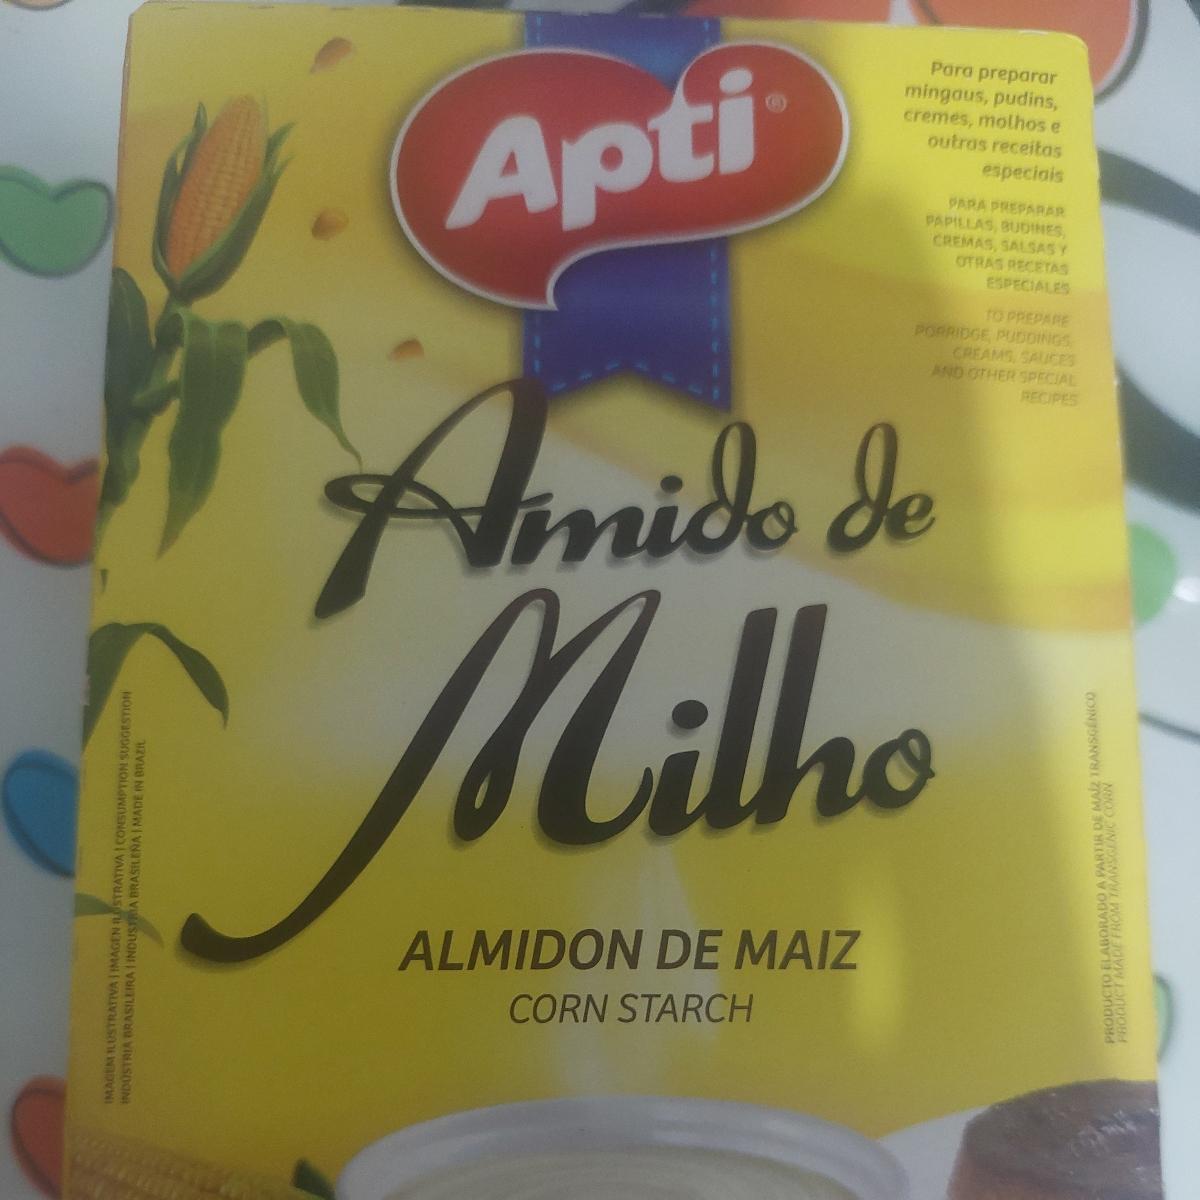 Apti®
Para preparar
mingaus, pudins,
cremes, molhos e
outras receitas
especiais
PARA PREPARAR
PAPILLAS, BUDINES,
CREMAS, SALSAS Y
OTRAS RECETAS
ESPECIALES
TO PREPARE
PORRIDGE, PUDDINGS,
CREAMS, SAUCES
AND OTHER SPECIAL
RECIPES
Amido de
Milho
ALMIDON DE MAIZ
CORN STARCH
IMAGEM ILUSTRATIVA | IMAGEN ILUSTRATIVA | CONSUMPTION SUGGESTION
INDÚSTRIA BRASILEIRA | INDUSTRIA BRASILEÑA | MADE IN BRAZIL
PRODUCTO ELABORADO A PARTIR DE MAÍZ TRANSGÉNICO
PRODUCT MADE FROM TRANSGENIC CORN